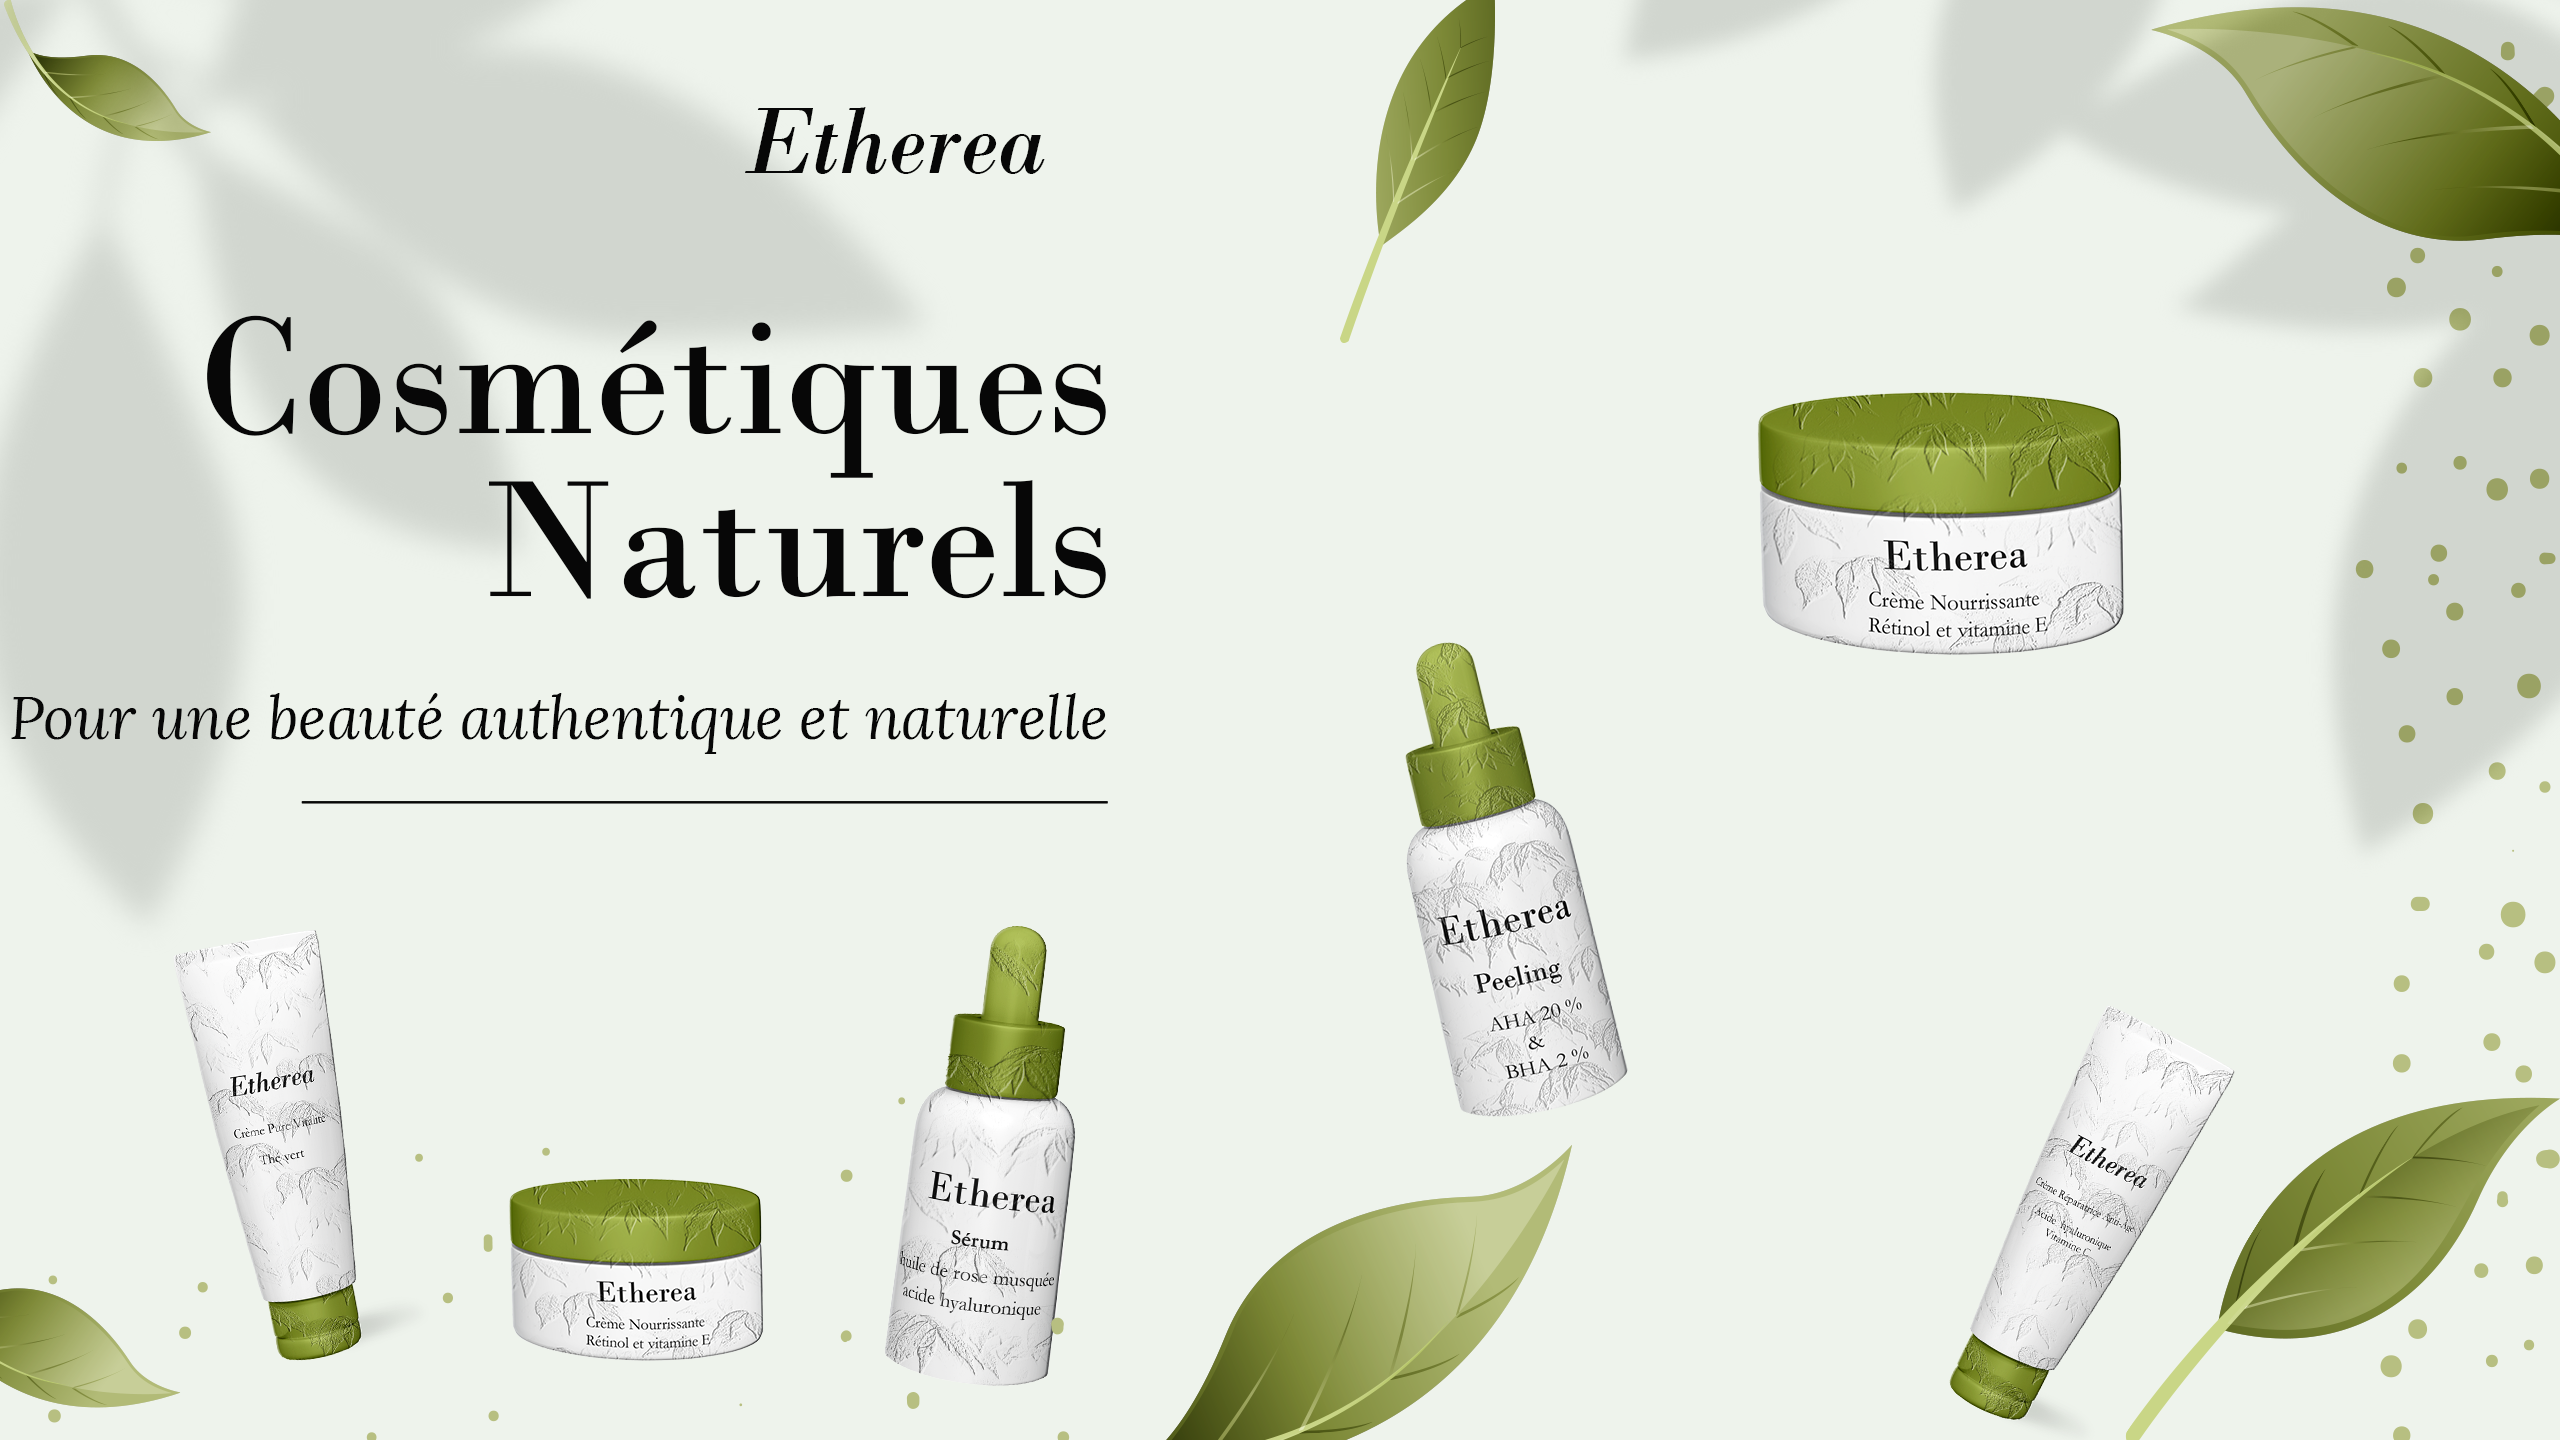 Etherea
Cosmétiques
Naturels
Pour une beauté authentique et naturelle
Etherea
Crème Nourrissante
Rétinol et vitamine E
Etherea
Peeling
AHA 20 %
&
BHA 2 %
Etherea
Crème Pure Vitalité
Thé vert
Etherea
Crème Nourrissante
Rétinol et vitamine E
Etherea
Sérum
huile de rose musquée
acide hyaluronique
Etherea
Crème Réparatrice Anti-Age
Acide hyaluronique
Vitamine C